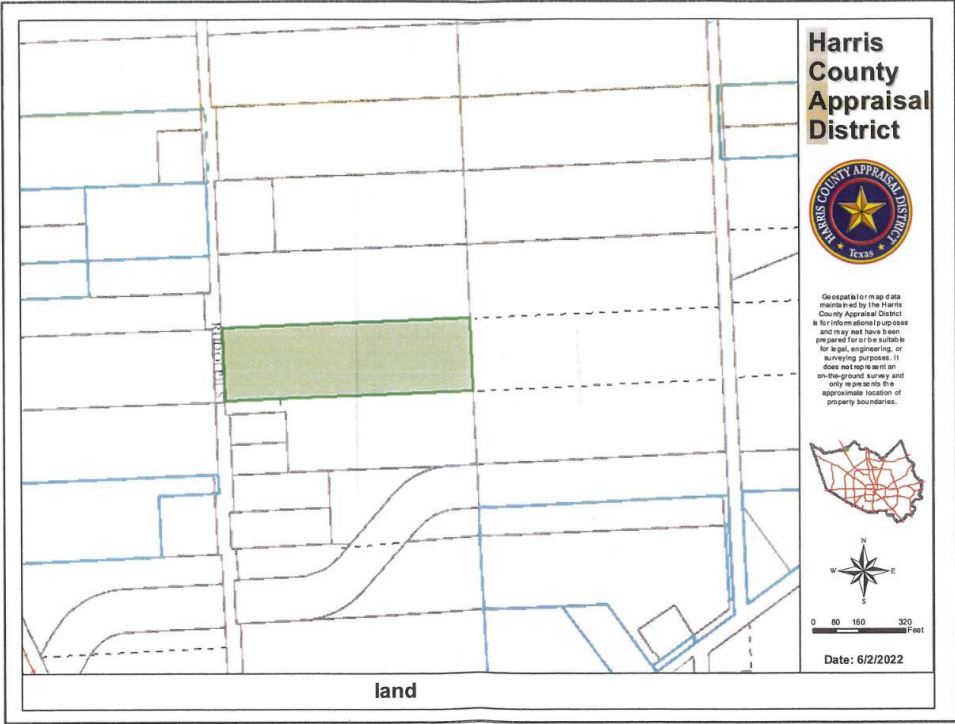 Harris
County
Appraisal
District
HARRIS COUNTY APPRAISAL DISTRICT
Texas
Geospatial or map data
maintained by the Harris
County Appraisal District
is for informational purposes
and may not have been
prepared for or be suitable
for legal, engineering, or
surveying purposes. It
does not represent an
on-the-ground survey and
only represents the
approximate location of
property boundaries.
N
W E
S
0 80 160 320
Feet
Date: 6/2/2022
land